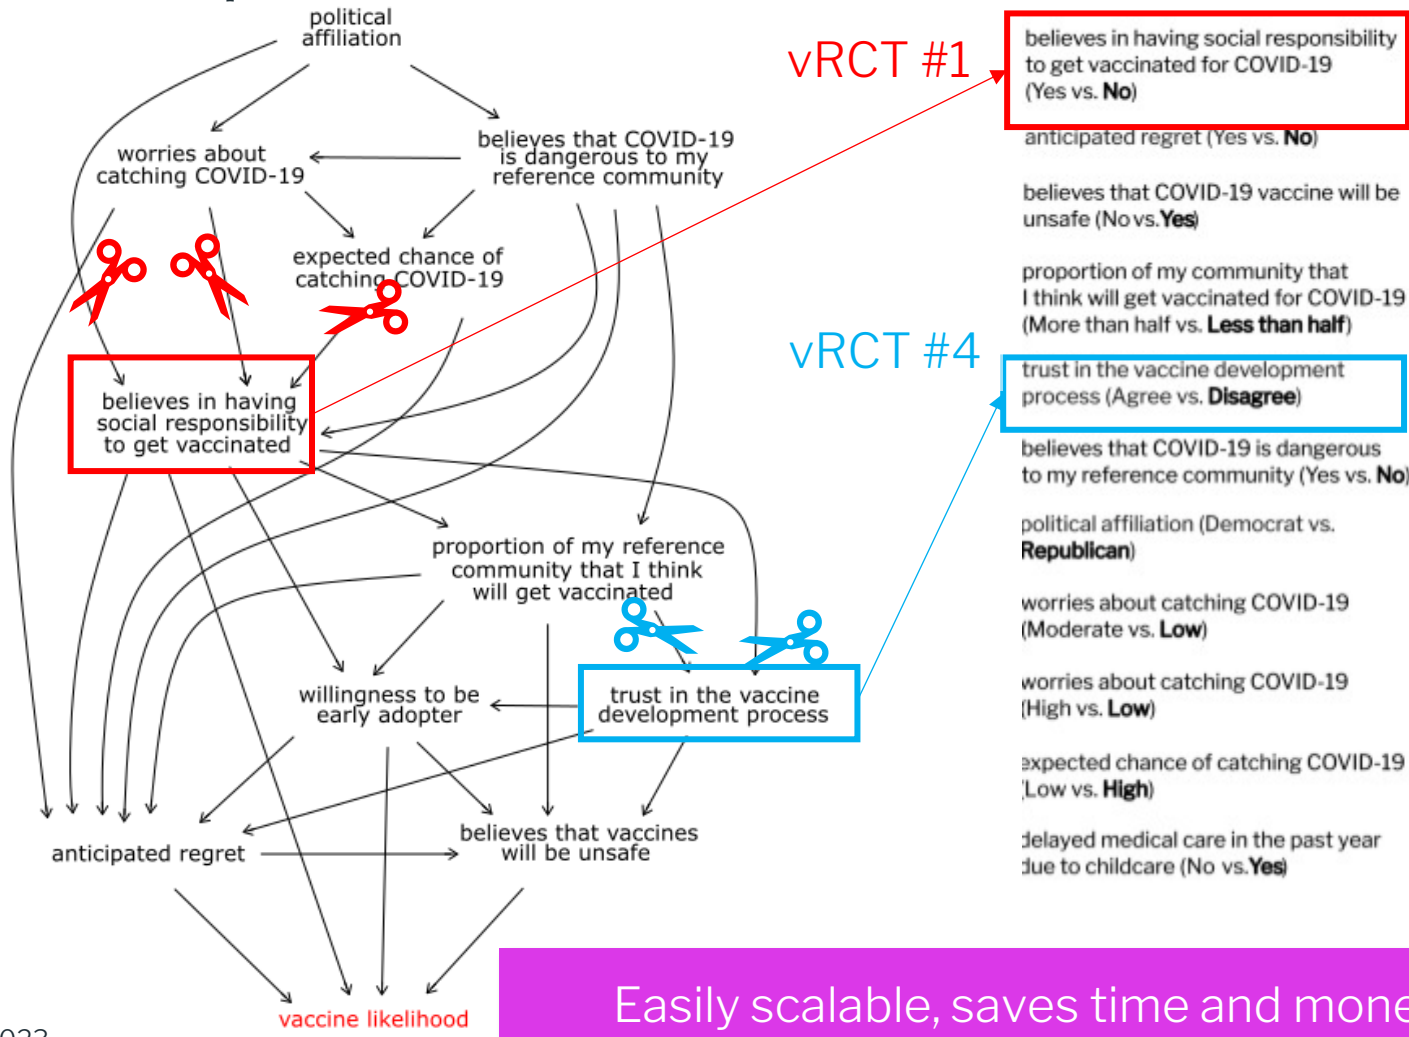 political
affiliation
worries about
catching COVID-19
believes that COVID-19
is dangerous to my
reference community
expected chance of
catching COVID-19
believes in having
social responsibility
to get vaccinated
proportion of my reference
community that I think
will get vaccinated
willingness to be
early adopter
trust in the vaccine
development process
anticipated regret
believes that vaccines
will be unsafe
vaccine likelihood
vRCT #1
believes in having social responsibility
to get vaccinated for COVID-19
(Yes vs. No)
anticipated regret (Yes vs. No)
believes that COVID-19 vaccine will be
unsafe (No vs. Yes)
proportion of my community that
I think will get vaccinated for COVID-19
(More than half vs. Less than half)
vRCT #4
trust in the vaccine development
process (Agree vs. Disagree)
believes that COVID-19 is dangerous
to my reference community (Yes vs. No)
political affiliation (Democrat vs.
Republican)
worries about catching COVID-19
(Moderate vs. Low)
worries about catching COVID-19
(High vs. Low)
expected chance of catching COVID-19
(Low vs. High)
delayed medical care in the past year
due to childcare (No vs. Yes)
Easily scalable, saves time and mone